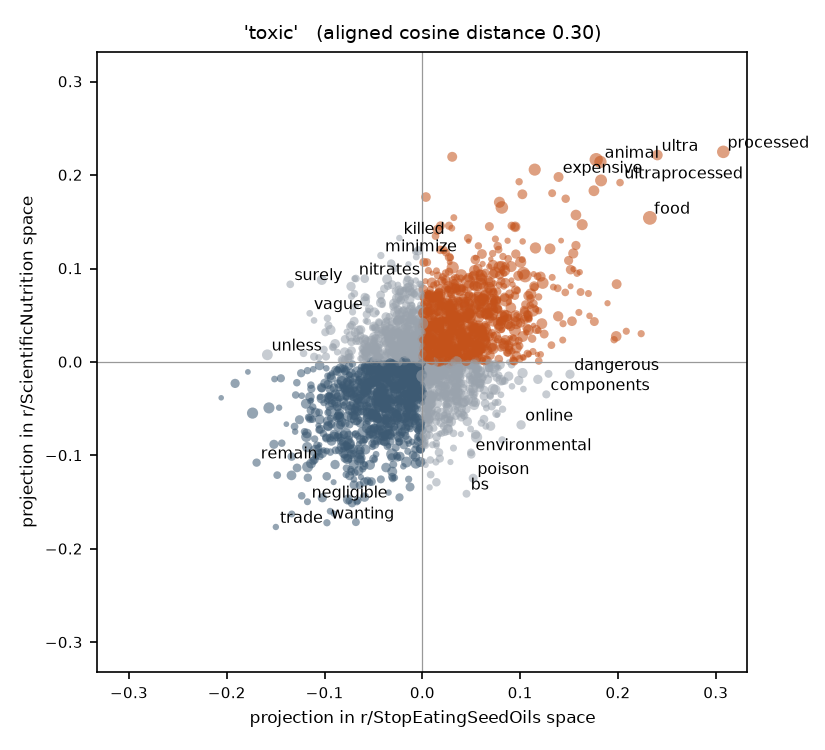 'toxic'   (aligned cosine distance 0.30)
0.3
processed
ultra
animal
expensive
ultraprocessed
0.2
food
killed
minimize
nitrates
0.1
surely
vague
unless
0.0
dangerous
components
online
environmental
remain
−0.1
poison
bs
negligible
wanting
trade
−0.2
−0.3
−0.3 −0.2 −0.1 0.0 0.1 0.2 0.3
projection in r/StopEatingSeedOils space
projection in r/ScientificNutrition space